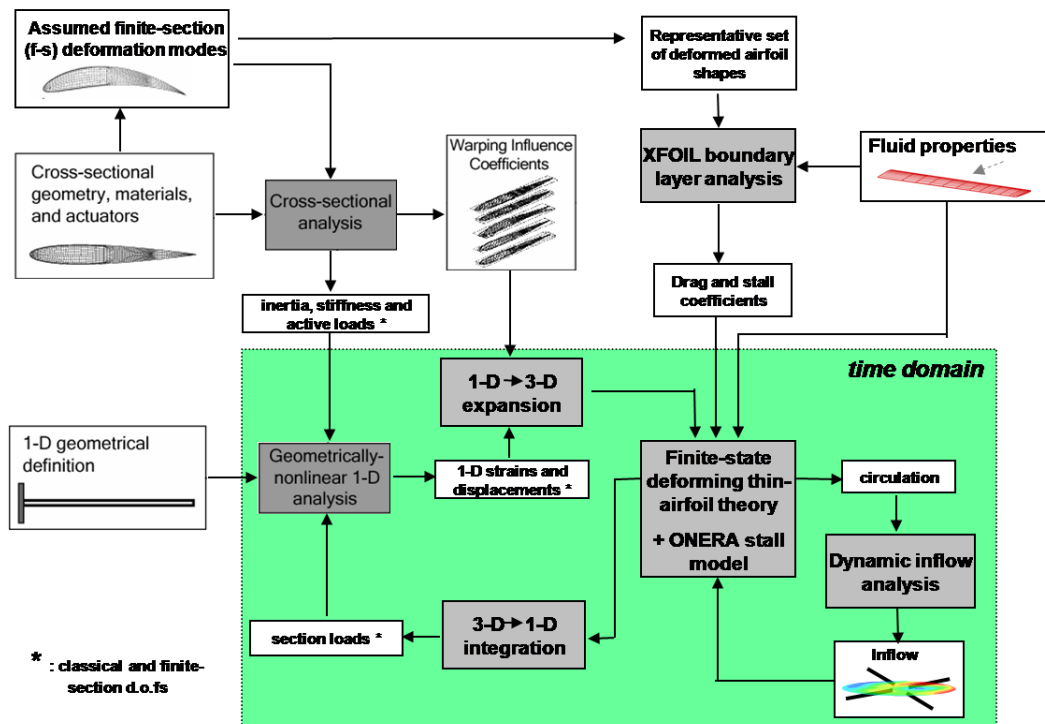 Assumed finite-section
(f-s) deformation modes
Representative set
of deformed airfoil
shapes
Cross-sectional
geometry, materials,
and actuators
Cross-sectional
analysis
Warping Influence
Coefficients
XFOIL boundary
layer analysis
Fluid properties
inertia, stiffness and
active loads *
Drag and stall
coefficients
time domain
1-D→3-D
expansion
1-D geometrical
definition
Geometrically-
nonlinear 1-D
analysis
1-D strains and
displacements *
Finite-state
deforming thin-
airfoil theory
+ ONERA stall
model
circulation
Dynamic inflow
analysis
section loads *
3-D→1-D
integration
Inflow
* : classical and finite-
section d.o.fs